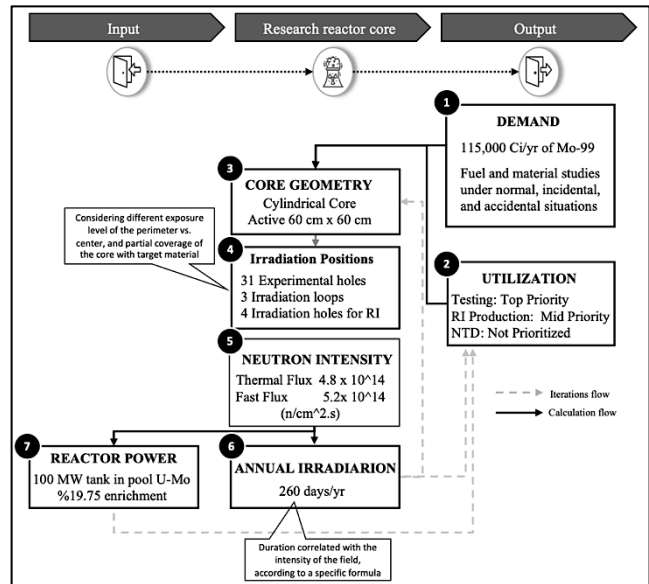 Input
Research reactor core
Output
1
DEMAND
115,000 Ci/yr of Mo-99
Fuel and material studies
under normal, incidental,
and accidental situations
3
CORE GEOMETRY
Cylindrical Core
Active 60 cm x 60 cm
Considering different exposure
level of the perimeter vs.
center, and partial coverage of
the core with target material
4
Irradiation Positions
31 Experimental holes
3 Irradiation loops
4 Irradiation holes for RI
2
UTILIZATION
Testing: Top Priority
RI Production: Mid Priority
NTD: Not Prioritized
5
NEUTRON INTENSITY
Thermal Flux 4.8 x 10^14
Fast Flux 5.2x 10^14
(n/cm^2.s)
Iterations flow
Calculation flow
7
REACTOR POWER
100 MW tank in pool U-Mo
%19.75 enrichment
6
ANNUAL IRRADIARION
260 days/yr
Duration correlated with the
intensity of the field,
according to a specific formula